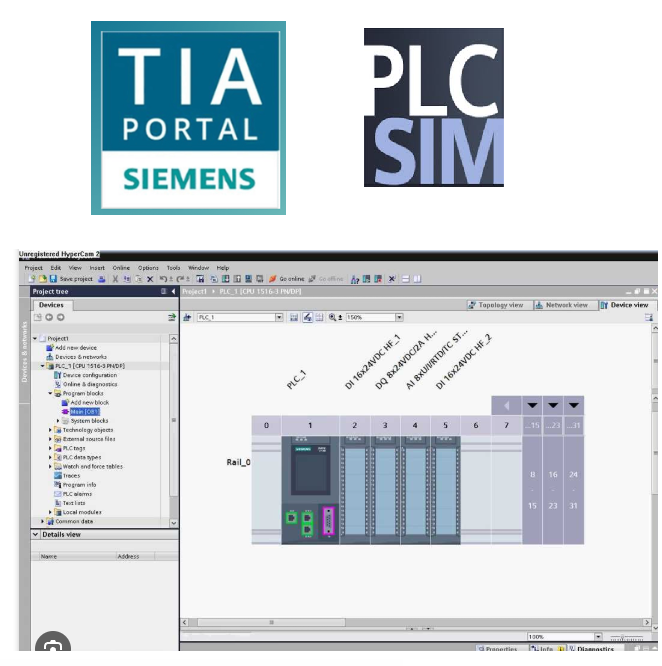 TIA
PORTAL
SIEMENS
PLC
SIM
Unregistered HyperCam 2
Project Edit View Insert Online Options Tools Window Help
Save project Go online Go offline
Project tree
Project1 PLC_1 [CPU 1516-3 PN/DP]
Devices
Topology view Network view Device view
PLC_1 150%
Devices & networks
Project1
Add new device
Devices & networks
PLC_1 [CPU 1516-3 PN/DP]
Device configuration
Online & diagnostics
Program blocks
Add new block
Main [OB1]
System blocks
Technology objects
External source files
PLC tags
PLC data types
Watch and force tables
Traces
Program info
PLC alarms
Text lists
Local modules
Common data
Details view
Name Address
PLC_1
DI 16x24VDC HF_1
DQ 8x24VDC/2A H...
AI 8xU/I/RTD/TC ST...
DI 16x24VDC HF_2
0 1 2 3 4 5 6 7 ...15 ...23 ...31
Rail_0
8 16 24
15 23 31
100%
Properties Info Diagnostics